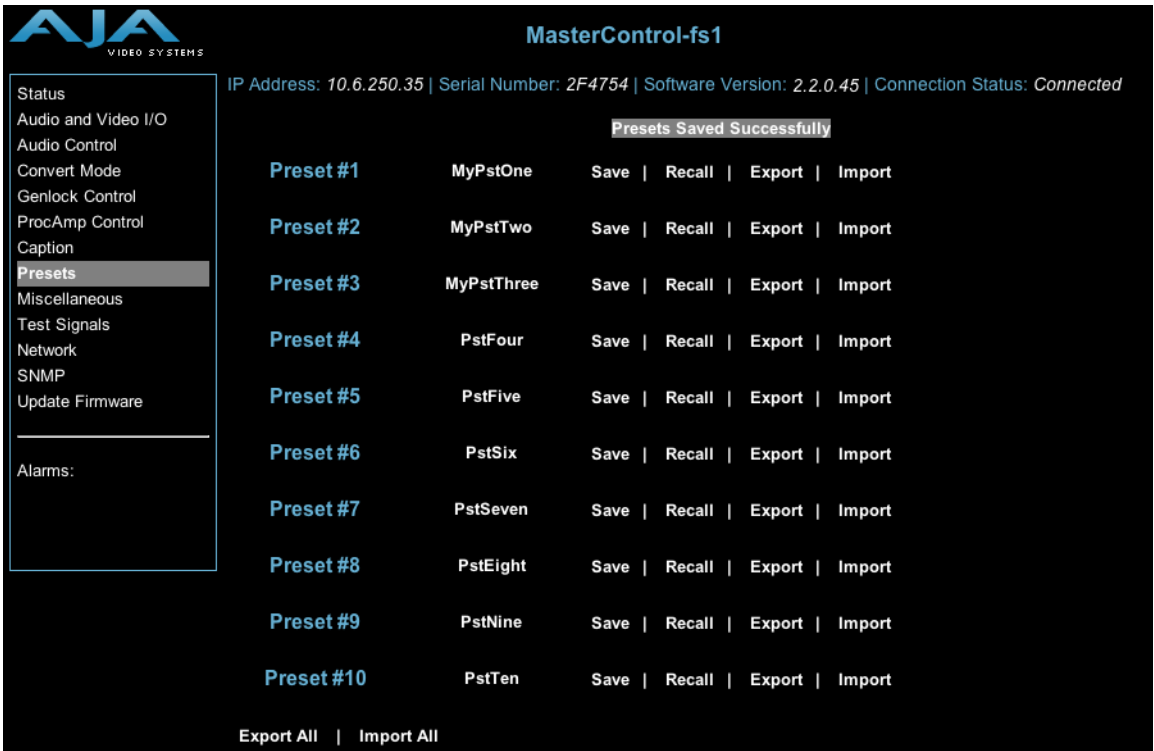 AJA
VIDEO SYSTEMS
MasterControl-fs1
IP Address: 10.6.250.35 | Serial Number: 2F4754 | Software Version: 2.2.0.45 | Connection Status: Connected
Status
Audio and Video I/O
Audio Control
Convert Mode
Genlock Control
ProcAmp Control
Caption
Presets
Miscellaneous
Test Signals
Network
SNMP
Update Firmware
Alarms:
Presets Saved Successfully
Preset #1 MyPstOne Save | Recall | Export | Import
Preset #2 MyPstTwo Save | Recall | Export | Import
Preset #3 MyPstThree Save | Recall | Export | Import
Preset #4 PstFour Save | Recall | Export | Import
Preset #5 PstFive Save | Recall | Export | Import
Preset #6 PstSix Save | Recall | Export | Import
Preset #7 PstSeven Save | Recall | Export | Import
Preset #8 PstEight Save | Recall | Export | Import
Preset #9 PstNine Save | Recall | Export | Import
Preset #10 PstTen Save | Recall | Export | Import
Export All | Import All